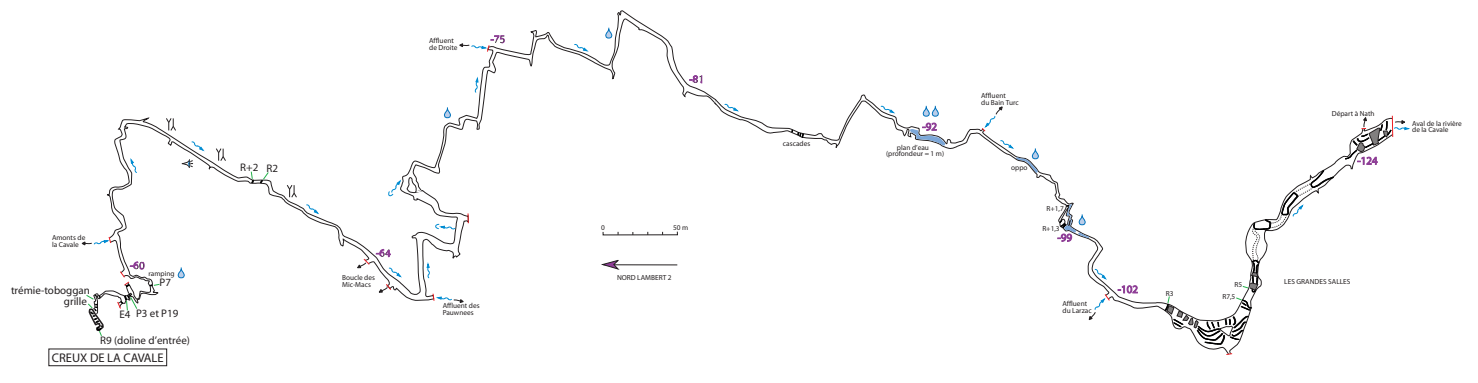 Affluent
de Droite
-75
-81
Affluent
du Bain Turc
-92
plan d'eau
(profondeur = 1 m)
cascades
oppo
Départ à Nath
Aval de la rivière
de la Cavale
-124
R+2
R2
R+1,7
R+1,3
-99
Amonts de
la Cavale
-60
ramping
P7
-64
Boucle des
Mic-Macs
Affluent des
Pawnees
0
50 m
NORD LAMBERT 2
-102
Affluent
du Larzac
R3
R5
R7,5
LES GRANDES SALLES
trémie-toboggan
grille
E4
P3 et P19
R9 (doline d'entrée)
CREUX DE LA CAVALE